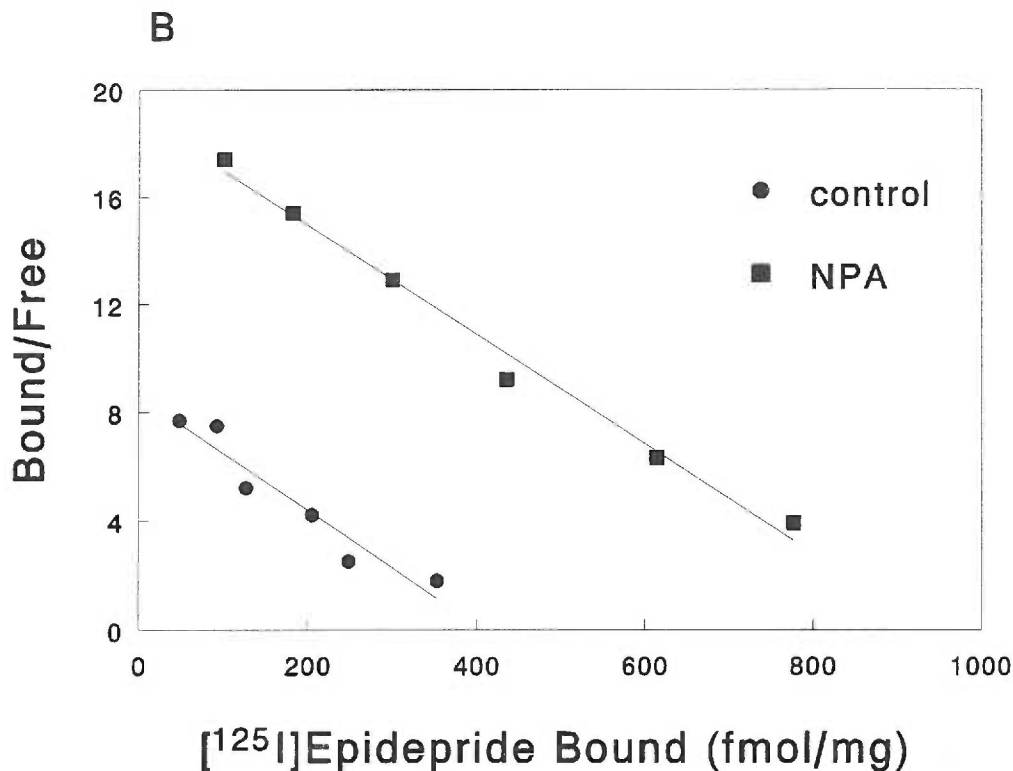 B
20
16
12
8
4
0
Bound/Free
control
NPA
0 200 400 600 800 1000
[¹²⁵I]Epidepride Bound (fmol/mg)